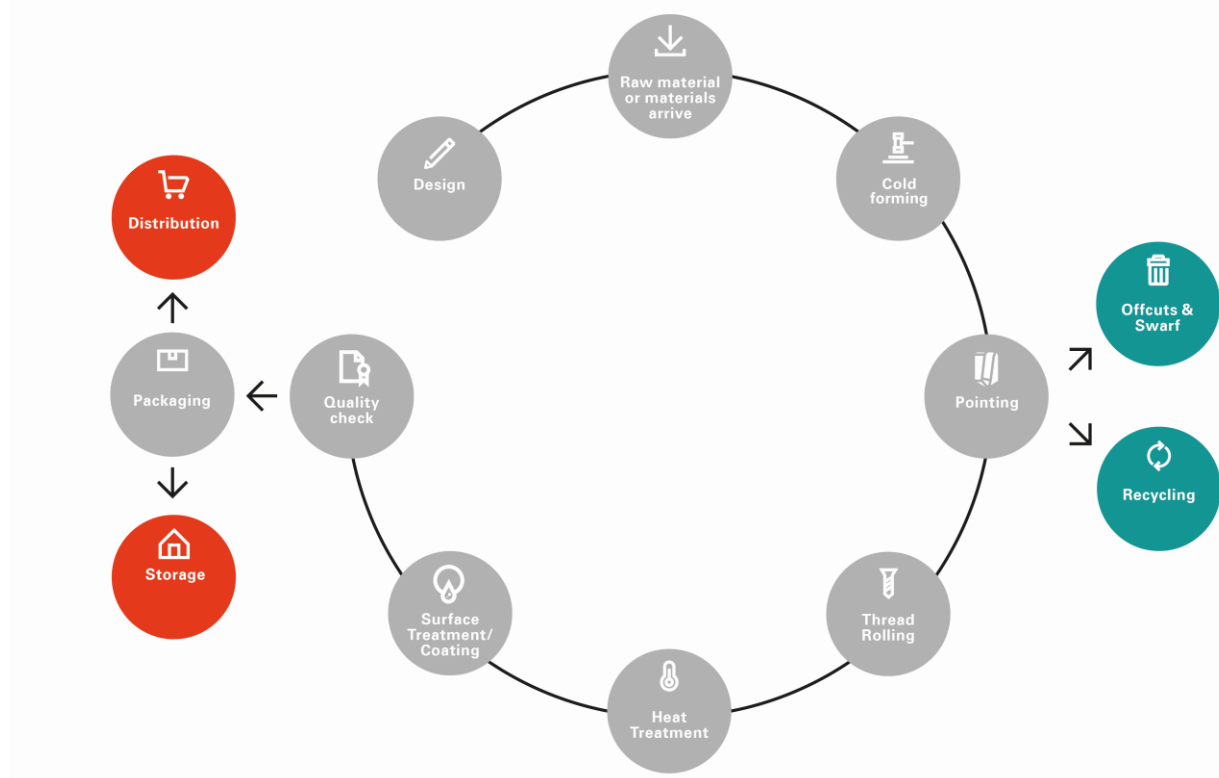 Raw material
or materials
arrive
Design
Cold
forming
Distribution
Offcuts &
Swarf
Packaging
Quality
check
Pointing
Recycling
Storage
Surface
Treatment/
Coating
Thread
Rolling
Heat
Treatment